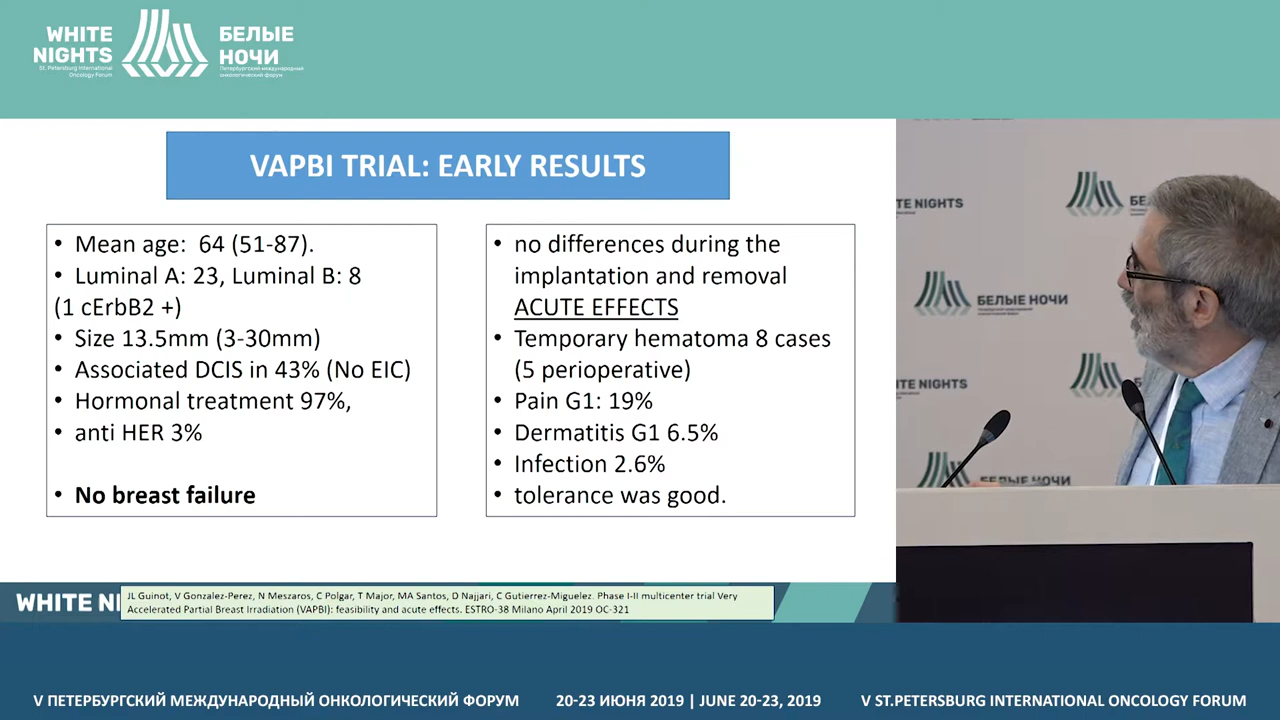 WHITE NIGHTS
St. Petersburg International Oncology Forum
БЕЛЫЕ НОЧИ
Петербургский международный онкологический форум
VAPBI TRIAL: EARLY RESULTS
• Mean age: 64 (51-87).
• Luminal A: 23, Luminal B: 8
(1 cErbB2 +)
• Size 13.5mm (3-30mm)
• Associated DCIS in 43% (No EIC)
• Hormonal treatment 97%,
• anti HER 3%
• No breast failure
• no differences during the
implantation and removal
ACUTE EFFECTS
• Temporary hematoma 8 cases
(5 perioperative)
• Pain G1: 19%
• Dermatitis G1 6.5%
• Infection 2.6%
• tolerance was good.
TE NIGHTS
БЕ
БЕЛЫЕ НОЧИ
TE NIGHTS
БЕЛЫЕ НОЧИ
WHITE NI
JL Guinot, V Gonzalez-Perez, N Meszaros, C Polgar, T Major, MA Santos, D Najjari, C Gutierrez-Miguelez. Phase I-II multicenter trial Very
Accelerated Partial Breast Irradiation (VAPBI): feasibility and acute effects. ESTRO-38 Milano April 2019 OC-321
V ПЕТЕРБУРГСКИЙ МЕЖДУНАРОДНЫЙ ОНКОЛОГИЧЕСКИЙ ФОРУМ 20-23 ИЮНЯ 2019 | JUNE 20-23, 2019 V ST.PETERSBURG INTERNATIONAL ONCOLOGY FORUM